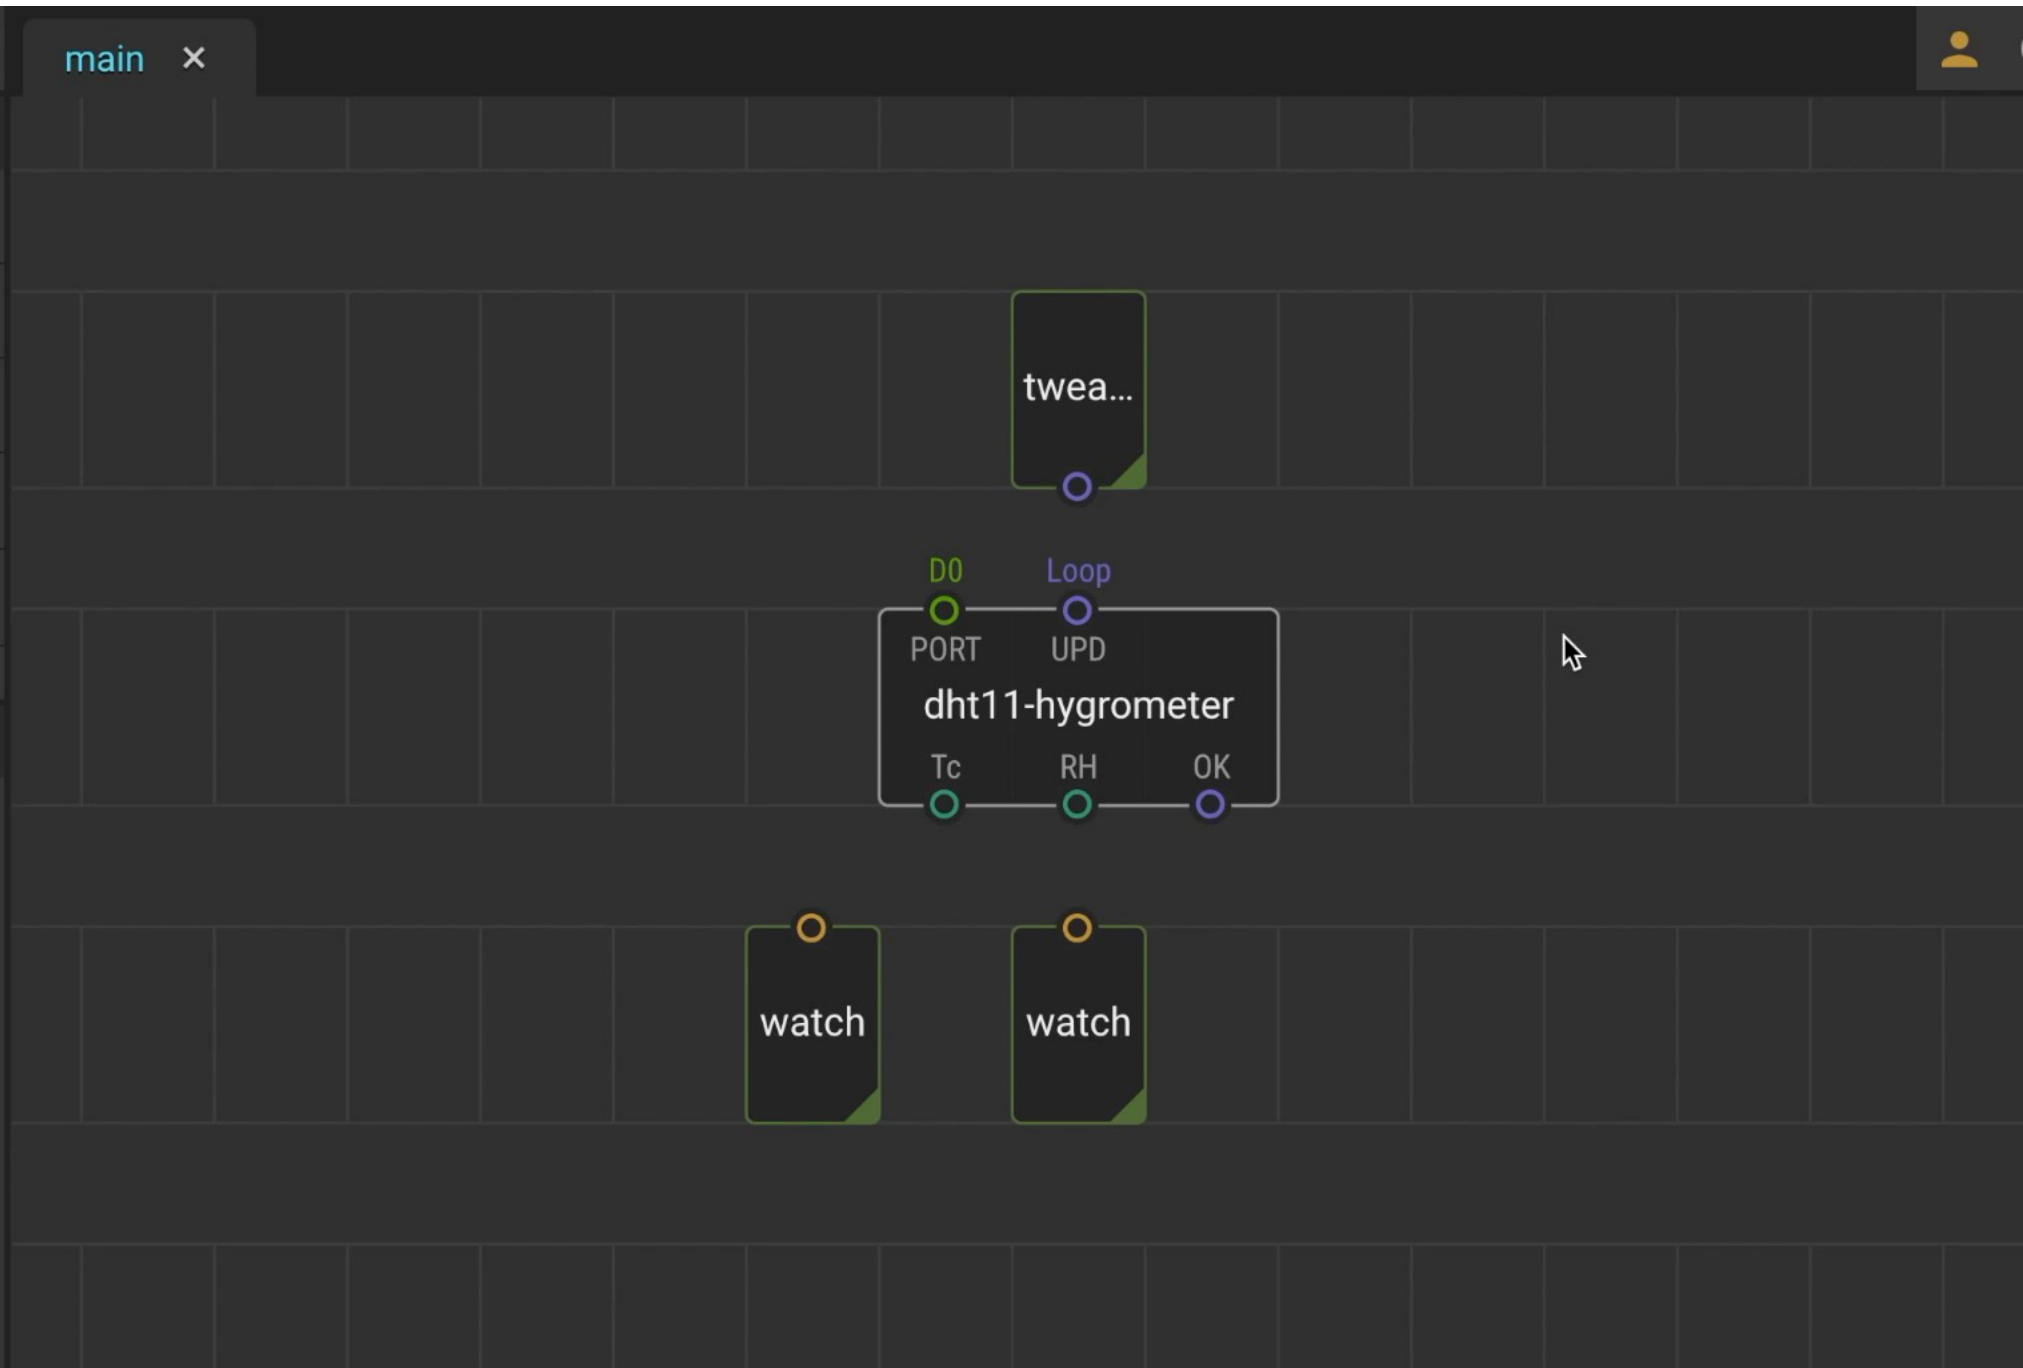 main ✕
twea...
D0 Loop
PORT UPD
dht11-hygrometer
Tc RH OK
watch watch